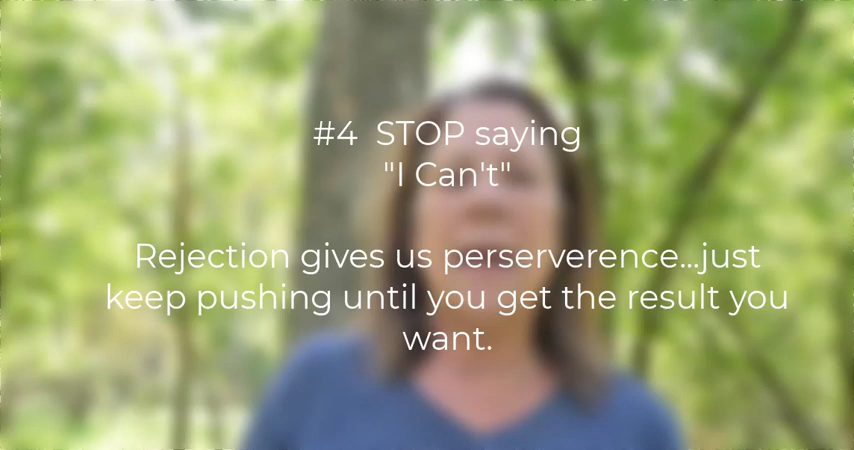 #4  STOP saying
"I Can't"
Rejection gives us perserverence...just
keep pushing until you get the result you
want.